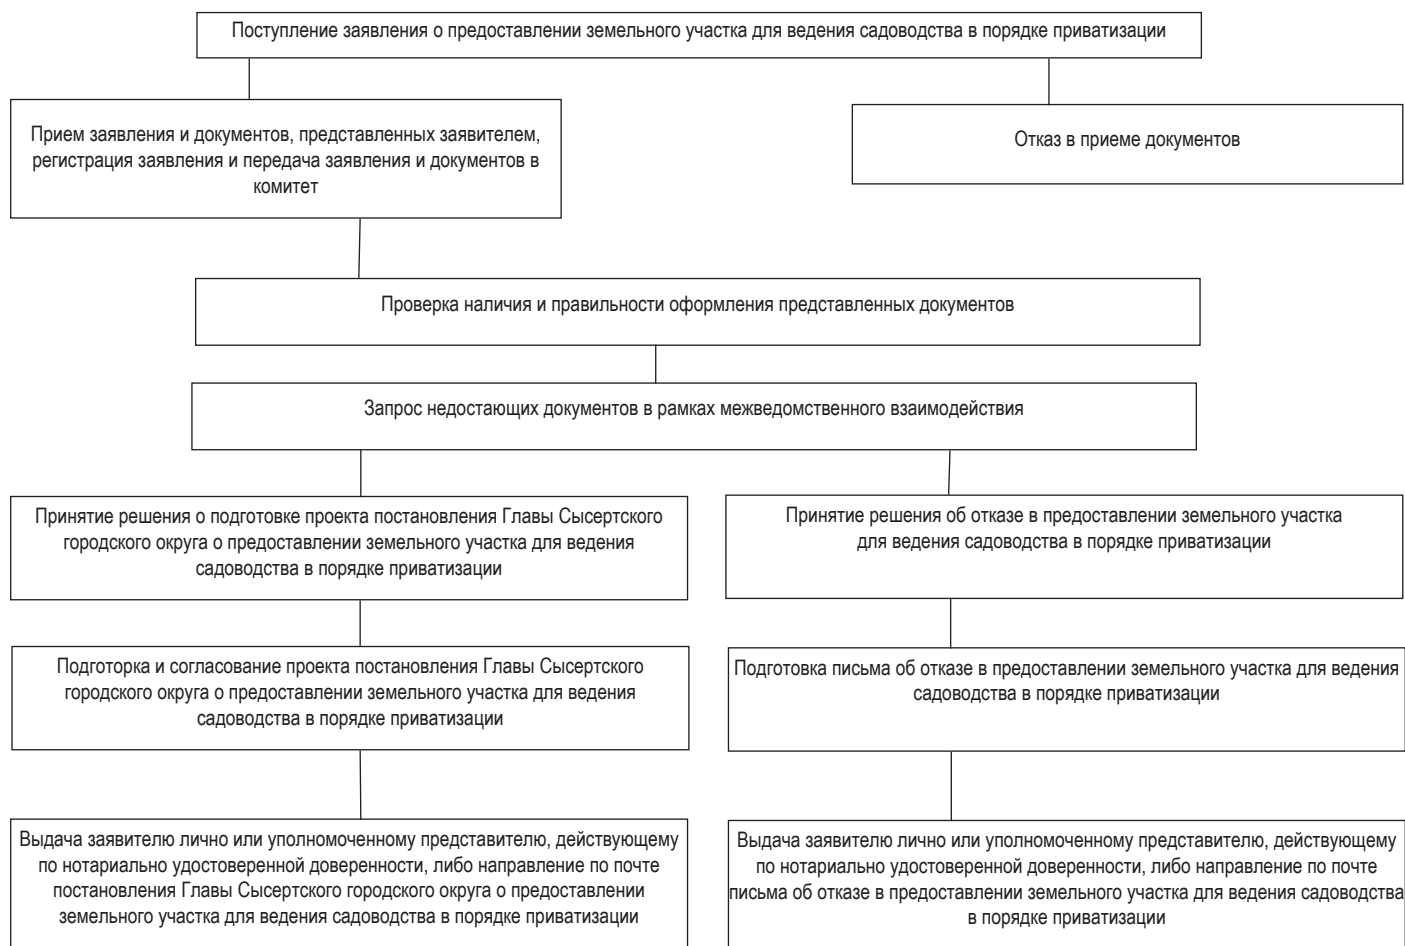 Поступление заявления о предоставлении земельного участка для ведения садоводства в порядке приватизации
Прием заявления и документов, представленных заявителем,
регистрация заявления и передача заявления и документов в
комитет
Отказ в приеме документов
Проверка наличия и правильности оформления представленных документов
Запрос недостающих документов в рамках межведомственного взаимодействия
Принятие решения о подготовке проекта постановления Главы Сысертского
городского округа о предоставлении земельного участка для ведения
садоводства в порядке приватизации
Принятие решения об отказе в предоставлении земельного участка
для ведения садоводства в порядке приватизации
Подготорка и согласование проекта постановления Главы Сысертского
городского округа о предоставлении земельного участка для ведения
садоводства в порядке приватизации
Подготовка письма об отказе в предоставлении земельного участка для ведения
садоводства в порядке приватизации
Выдача заявителю лично или уполномоченному представителю, действующему
по нотариально удостоверенной доверенности, либо направление по почте
постановления Главы Сысертского городского округа о предоставлении
земельного участка для ведения садоводства в порядке приватизации
Выдача заявителю лично или уполномоченному представителю, действующему
по нотариально удостоверенной доверенности, либо направление по почте
письма об отказе в предоставлении земельного участка для ведения садоводства
в порядке приватизации